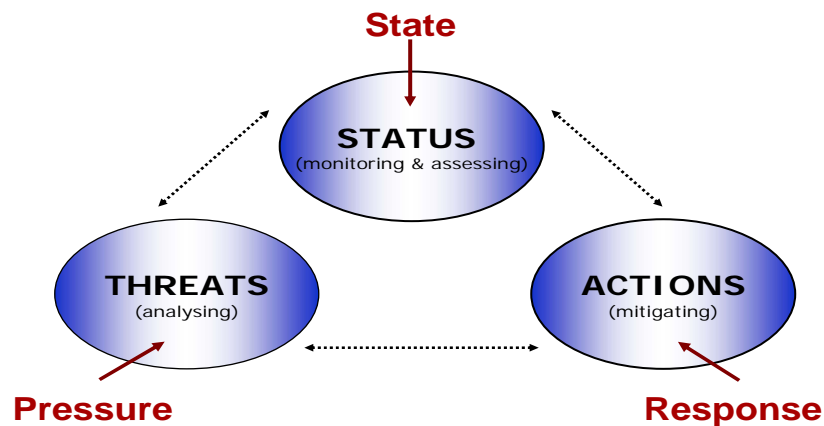 State
STATUS
(monitoring & assessing)
THREATS
(analysing)
ACTIONS
(mitigating)
Pressure
Response